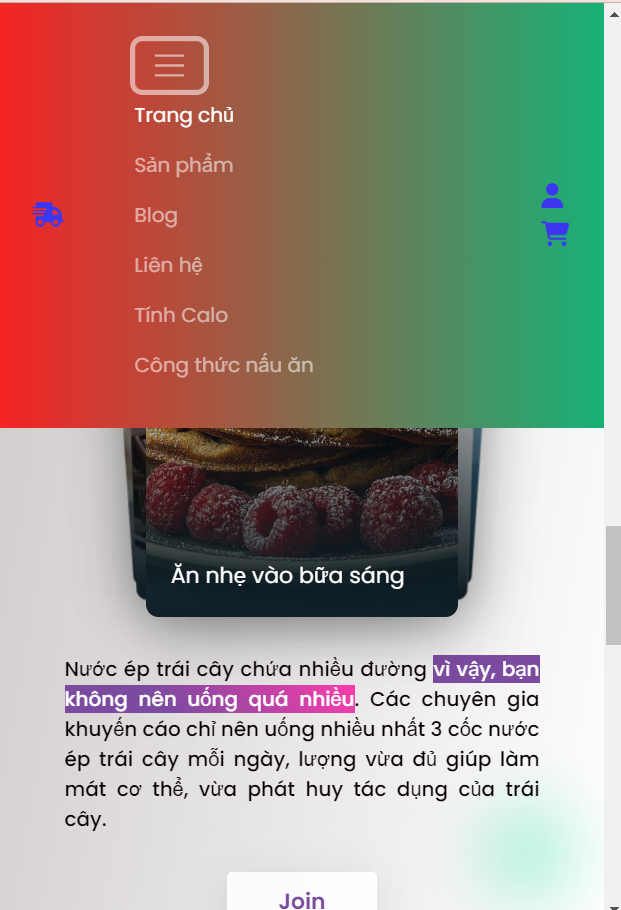 Trang chủ
Sản phẩm
Blog
Liên hệ
Tính Calo
Công thức nấu ăn
Ăn nhẹ vào bữa sáng
Nước ép trái cây chứa nhiều đường vì vậy, bạn
không nên uống quá nhiều. Các chuyên gia
khuyến cáo chỉ nên uống nhiều nhất 3 cốc nước
ép trái cây mỗi ngày, lượng vừa đủ giúp làm
mát cơ thể, vừa phát huy tác dụng của trái
cây.
Join